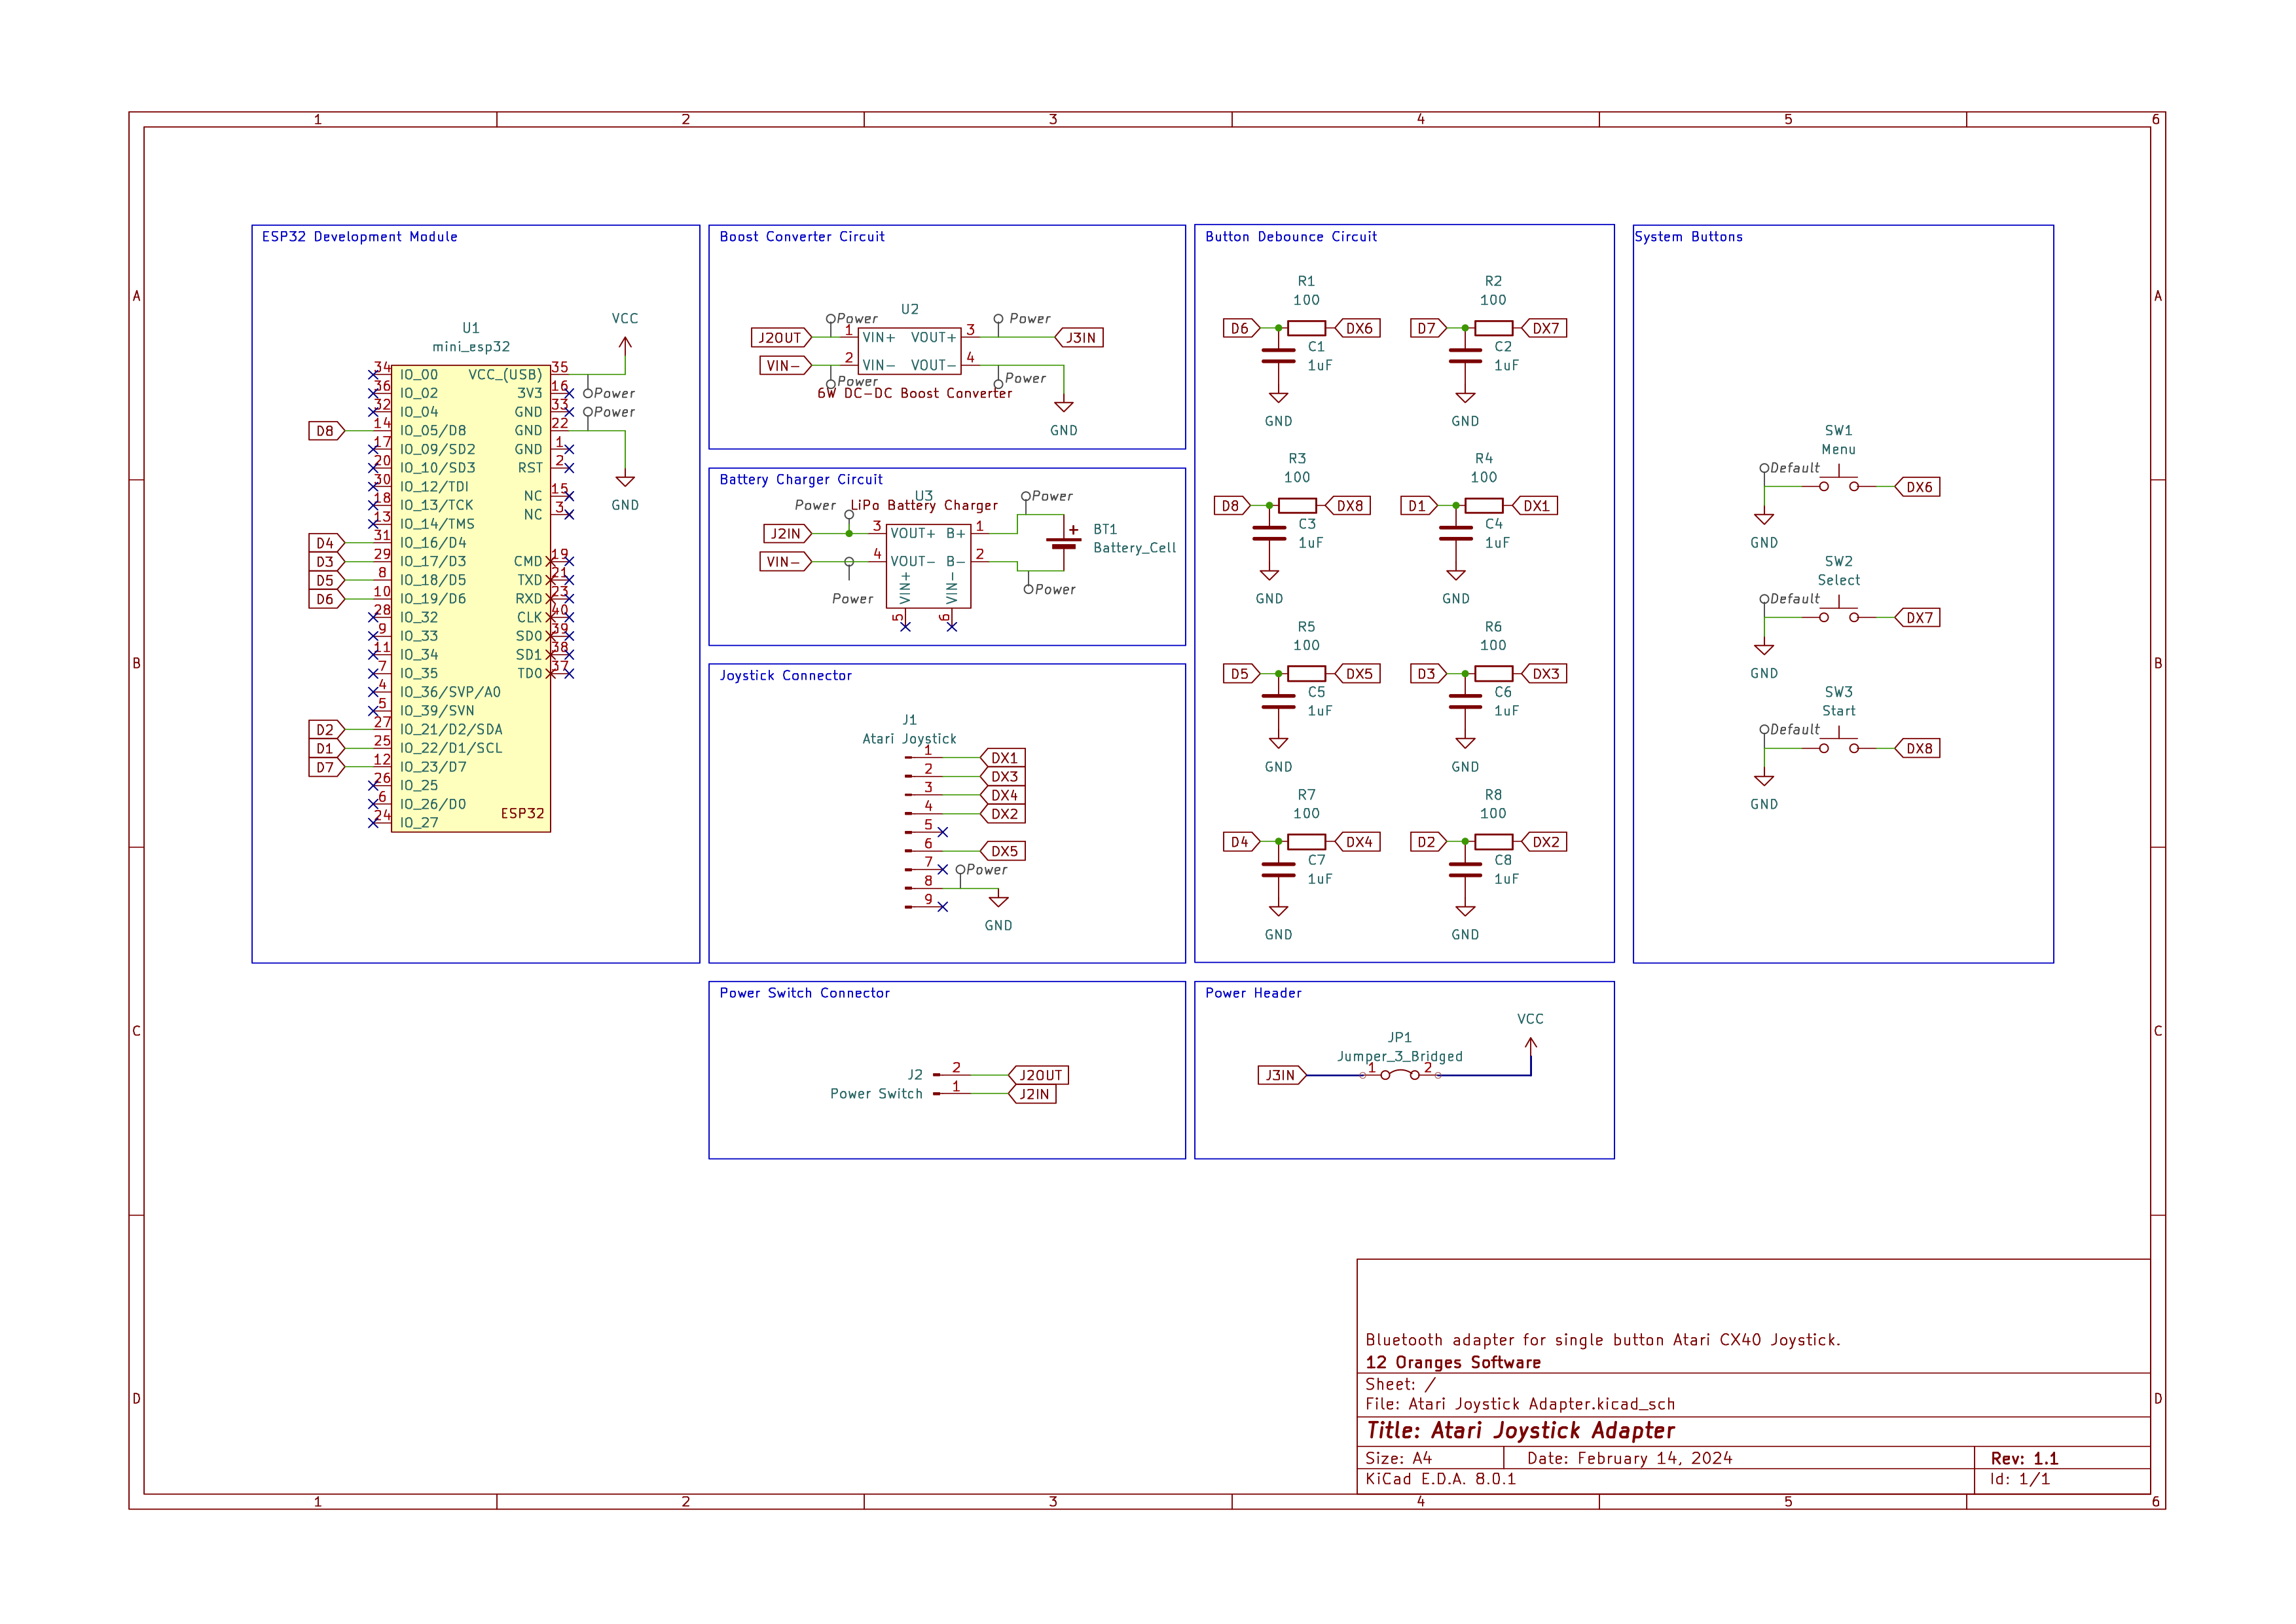 1 2 3 4 5 6
A A
B B
C C
D D
ESP32 Development Module
U1
mini_esp32
VCC
34 IO_00 VCC_(USB) 35
36 IO_02 3V3 16 Power
32 IO_04 GND 33 Power
D8 14 IO_05/D8 GND 22
17 IO_09/SD2 GND 1
20 IO_10/SD3 RST 2
30 IO_12/TDI NC 15
18 IO_13/TCK NC 3
GND
13 IO_14/TMS
D4 31 IO_16/D4
D3 29 IO_17/D3 CMD 19
D5 8 IO_18/D5 TXD 21
D6 10 IO_19/D6 RXD 23
28 IO_32 CLK 40
9 IO_33 SD0 39
11 IO_34 SD1 38
7 IO_35 TD0 37
4 IO_36/SVP/A0
5 IO_39/SVN
D2 27 IO_21/D2/SDA
D1 25 IO_22/D1/SCL
D7 12 IO_23/D7
26 IO_25
6 IO_26/D0
24 IO_27
ESP32
Boost Converter Circuit
U2
Power Power
J2OUT 1 VIN+ VOUT+ 3 J3IN
VIN- 2 VIN- VOUT- 4
Power Power
6W DC-DC Boost Converter
GND
Battery Charger Circuit
U3
Power LiPo Battery Charger Power
J2IN 3 VOUT+ B+ 1
VIN- 4 VOUT- B- 2
+ BT1
Battery_Cell
Power Power
VIN+ VIN-
5 6
Joystick Connector
J1
Atari Joystick
1 DX1
2 DX3
3 DX4
4 DX2
5
6 DX5
7 Power
8
9
GND
Button Debounce Circuit
R1 R2
100 100
D6 DX6 D7 DX7
C1 C2
1uF 1uF
GND GND
R3 R4
100 100
D8 DX8 D1 DX1
C3 C4
1uF 1uF
GND GND
R5 R6
100 100
D5 DX5 D3 DX3
C5 C6
1uF 1uF
GND GND
R7 R8
100 100
D4 DX4 D2 DX2
C7 C8
1uF 1uF
GND GND
System Buttons
SW1
Menu
Default DX6
GND
SW2
Select
Default DX7
GND
SW3
Start
Default DX8
GND
Power Switch Connector
J2 2 J2OUT
Power Switch 1 J2IN
Power Header
VCC
JP1
Jumper_3_Bridged
J3IN 1 2
Bluetooth adapter for single button Atari CX40 Joystick.
12 Oranges Software
Sheet: /
File: Atari Joystick Adapter.kicad_sch
Title: Atari Joystick Adapter
Size: A4 Date: February 14, 2024 Rev: 1.1
KiCad E.D.A. 8.0.1 Id: 1/1
1 2 3 4 5 6